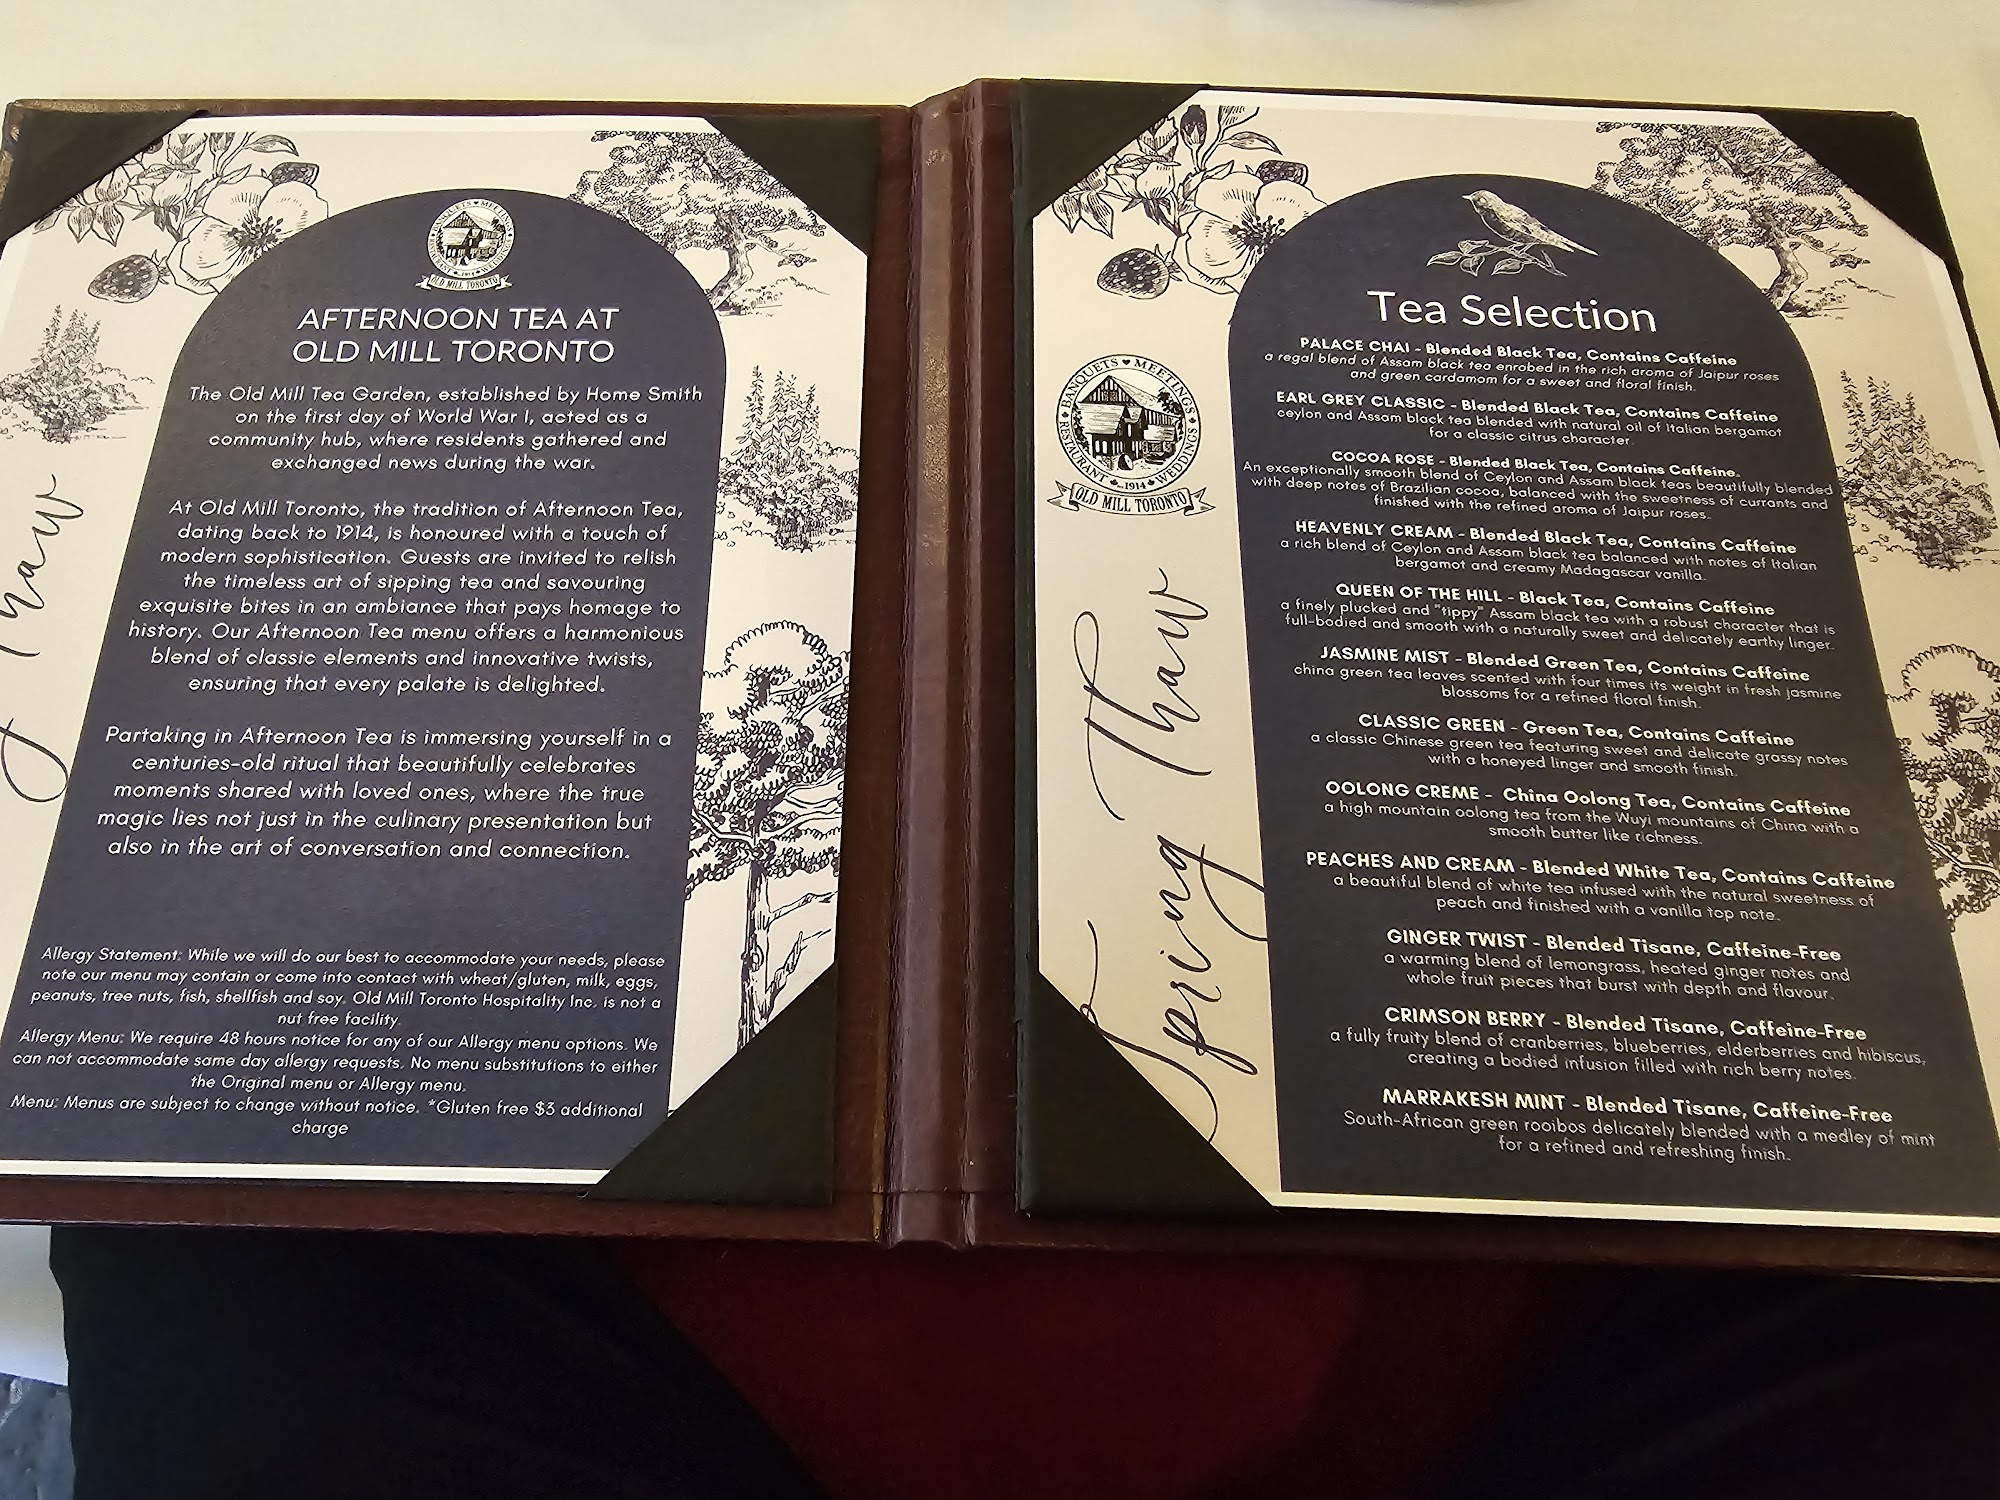 BANQUETS ♥ MEETINGS
RESTAURANT 1914 WEDDINGS
OLD MILL TORONTO
AFTERNOON TEA AT
OLD MILL TORONTO
The Old Mill Tea Garden, established by Home Smith
on the first day of World War I, acted as a
community hub, where residents gathered and
exchanged news during the war.
At Old Mill Toronto, the tradition of Afternoon Tea,
dating back to 1914, is honoured with a touch of
modern sophistication. Guests are invited to relish
the timeless art of sipping tea and savouring
exquisite bites in an ambiance that pays homage to
history. Our Afternoon Tea menu offers a harmonious
blend of classic elements and innovative twists,
ensuring that every palate is delighted.
Partaking in Afternoon Tea is immersing yourself in a
centuries-old ritual that beautifully celebrates
moments shared with loved ones, where the true
magic lies not just in the culinary presentation but
also in the art of conversation and connection.
Allergy Statement: While we will do our best to accommodate your needs, please
note our menu may contain or come into contact with wheat/gluten, milk, eggs,
peanuts, tree nuts, fish, shellfish and soy. Old Mill Toronto Hospitality Inc. is not a
nut free facility.
Allergy Menu: We require 48 hours notice for any of our Allergy menu options. We
can not accommodate same day allergy requests. No menu substitutions to either
the Original menu or Allergy menu.
Menu: Menus are subject to change without notice. *Gluten free $3 additional
charge
BANQUETS ♥ MEETINGS
RESTAURANT 1914 WEDDINGS
OLD MILL TORONTO
Spring Thaw
Tea Selection
PALACE CHAI - Blended Black Tea, Contains Caffeine
a regal blend of Assam black tea enrobed in the rich aroma of Jaipur roses
and green cardamom for a sweet and floral finish.
EARL GREY CLASSIC - Blended Black Tea, Contains Caffeine
ceylon and Assam black tea blended with natural oil of Italian bergamot
for a classic citrus character.
COCOA ROSE - Blended Black Tea, Contains Caffeine.
An exceptionally smooth blend of Ceylon and Assam black teas beautifully blended
with deep notes of Brazilian cocoa, balanced with the sweetness of currants and
finished with the refined aroma of Jaipur roses.
HEAVENLY CREAM - Blended Black Tea, Contains Caffeine
a rich blend of Ceylon and Assam black tea balanced with notes of Italian
bergamot and creamy Madagascar vanilla.
QUEEN OF THE HILL - Black Tea, Contains Caffeine
a finely plucked and "tippy" Assam black tea with a robust character that is
full-bodied and smooth with a naturally sweet and delicately earthy linger.
JASMINE MIST - Blended Green Tea, Contains Caffeine
china green tea leaves scented with four times its weight in fresh jasmine
blossoms for a refined floral finish.
CLASSIC GREEN - Green Tea, Contains Caffeine
a classic Chinese green tea featuring sweet and delicate grassy notes
with a honeyed linger and smooth finish.
OOLONG CREME - China Oolong Tea, Contains Caffeine
a high mountain oolong tea from the Wuyi mountains of China with a
smooth butter like richness.
PEACHES AND CREAM - Blended White Tea, Contains Caffeine
a beautiful blend of white tea infused with the natural sweetness of
peach and finished with a vanilla top note.
GINGER TWIST - Blended Tisane, Caffeine-Free
a warming blend of lemongrass, heated ginger notes and
whole fruit pieces that burst with depth and flavour.
CRIMSON BERRY - Blended Tisane, Caffeine-Free
a fully fruity blend of cranberries, blueberries, elderberries and hibiscus,
creating a bodied infusion filled with rich berry notes.
MARRAKESH MINT - Blended Tisane, Caffeine-Free
South-African green rooibos delicately blended with a medley of mint
for a refined and refreshing finish.